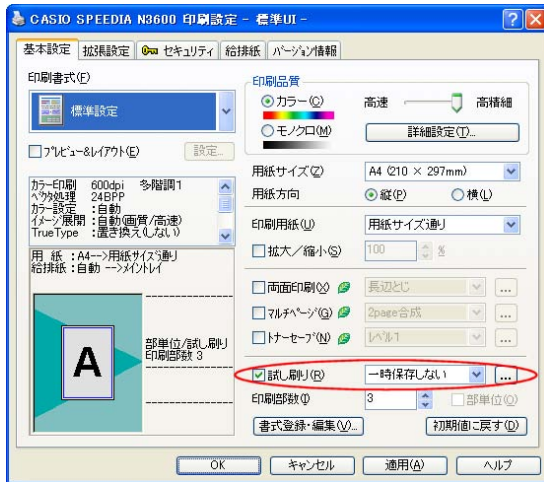 CASIO SPEEDIA N3600 印刷設定 - 標準UI -
基本設定 拡張設定 セキュリティ 給排紙 バージョン情報
印刷書式(F)
標準設定
プレビュー&レイアウト(E) 設定...
カラー印刷 600dpi 多階調1
ベクタ処理 24BPP
カラー設定 :自動
イメージ展開 :自動(画質/高速)
TrueType :置き換え(しない)
用 紙 :A4-->用紙サイズ通り
給排紙 :自動 -->メイントレイ
A
部単位/試し刷り
印刷部数 3
印刷品質
カラー(C) 高速 高精細
モノクロ(M) 詳細設定(T)...
用紙サイズ(Z) A4 (210 × 297mm)
用紙方向 縦(P) 横(L)
印刷用紙(U) 用紙サイズ通り
拡大/縮小(S) 100 %
両面印刷(X) 長辺とじ ...
マルチページ(G) 2page合成 ...
トナーセーブ(N) レベル1 ...
試し刷り(R) 一時保存しない ...
印刷部数(I) 3 部単位(O)
書式登録・編集(V)... 初期値に戻す(D)
OK キャンセル 適用(A) ヘルプ